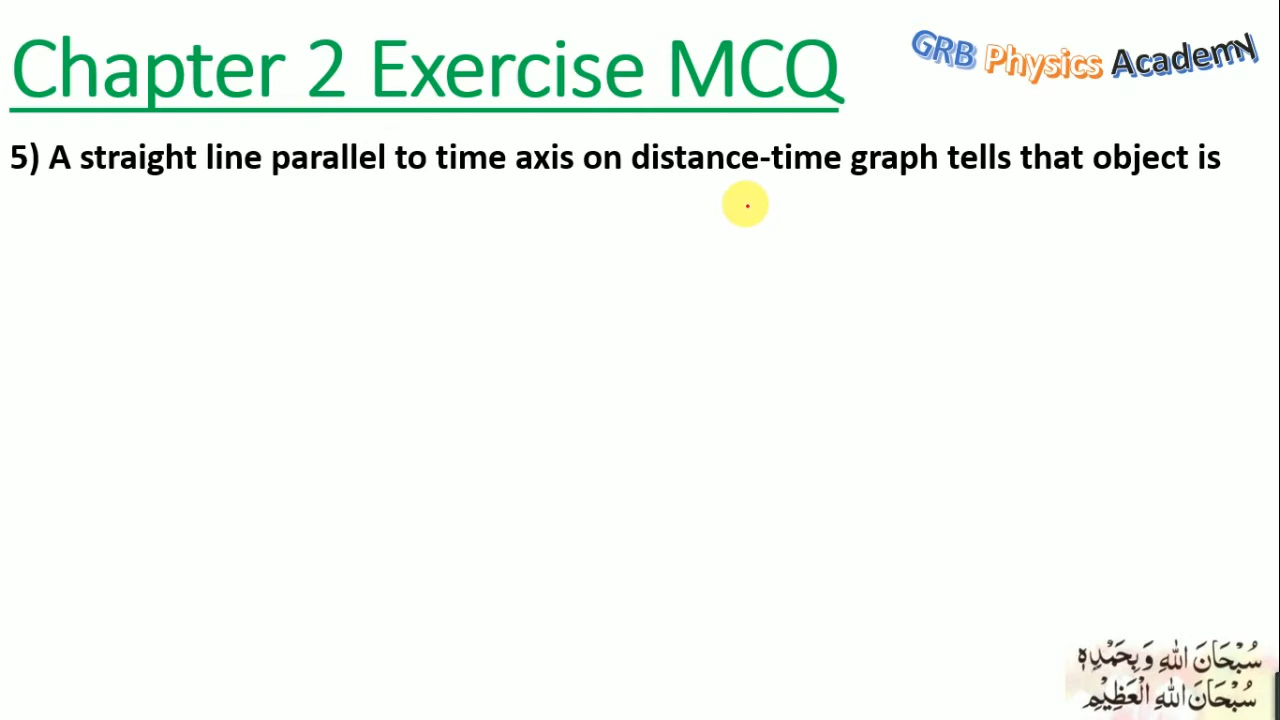 Chapter 2 Exercise MCQ
GRB Physics Academy
5) A straight line parallel to time axis on distance-time graph tells that object is
سُبْحَانَ اللهِ وَبِحَمْدِهٖ
سُبْحَانَ اللهِ الْعَظِيْمِ